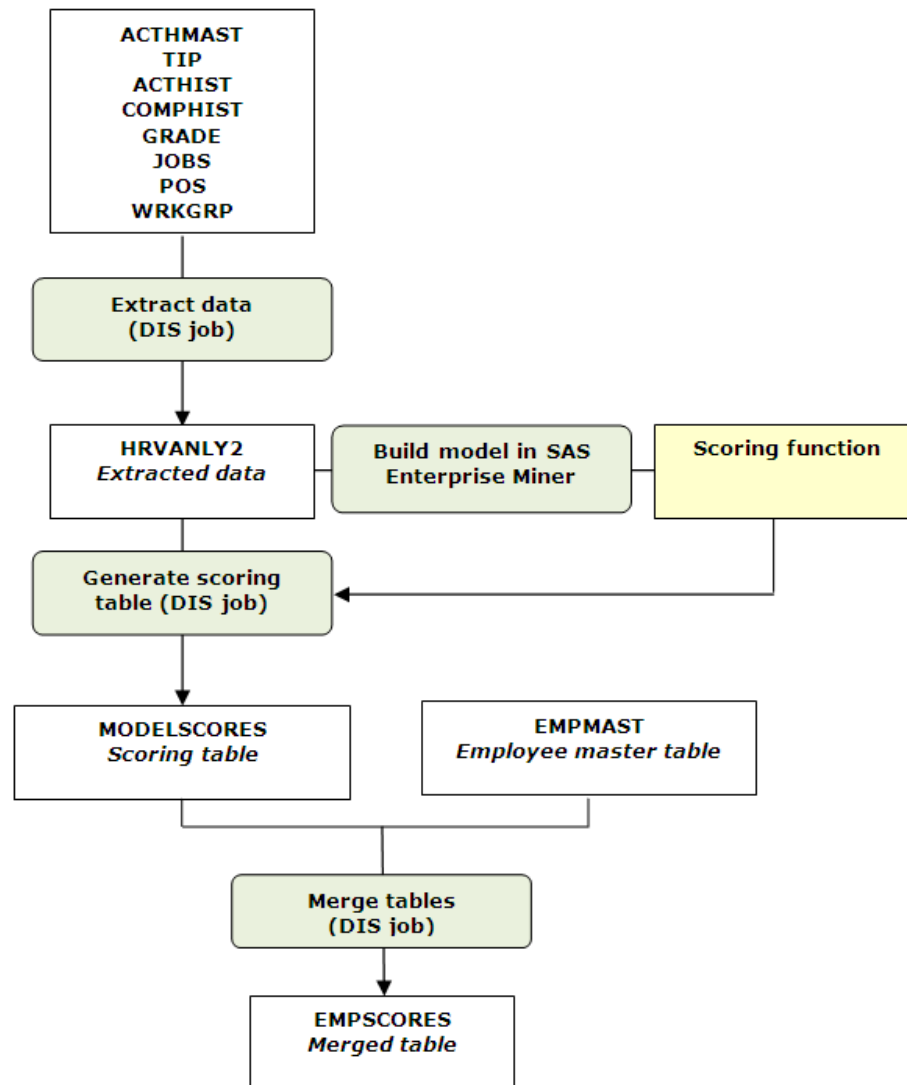 ACTHMAST
TIP
ACTHIST
COMPHIST
GRADE
JOBS
POS
WRKGRP
Extract data
(DIS job)
HRVANLY2
Extracted data
Build model in SAS
Enterprise Miner
Scoring function
Generate scoring
table (DIS job)
MODELSCORES
Scoring table
EMPMAST
Employee master table
Merge tables
(DIS job)
EMPSCORES
Merged table